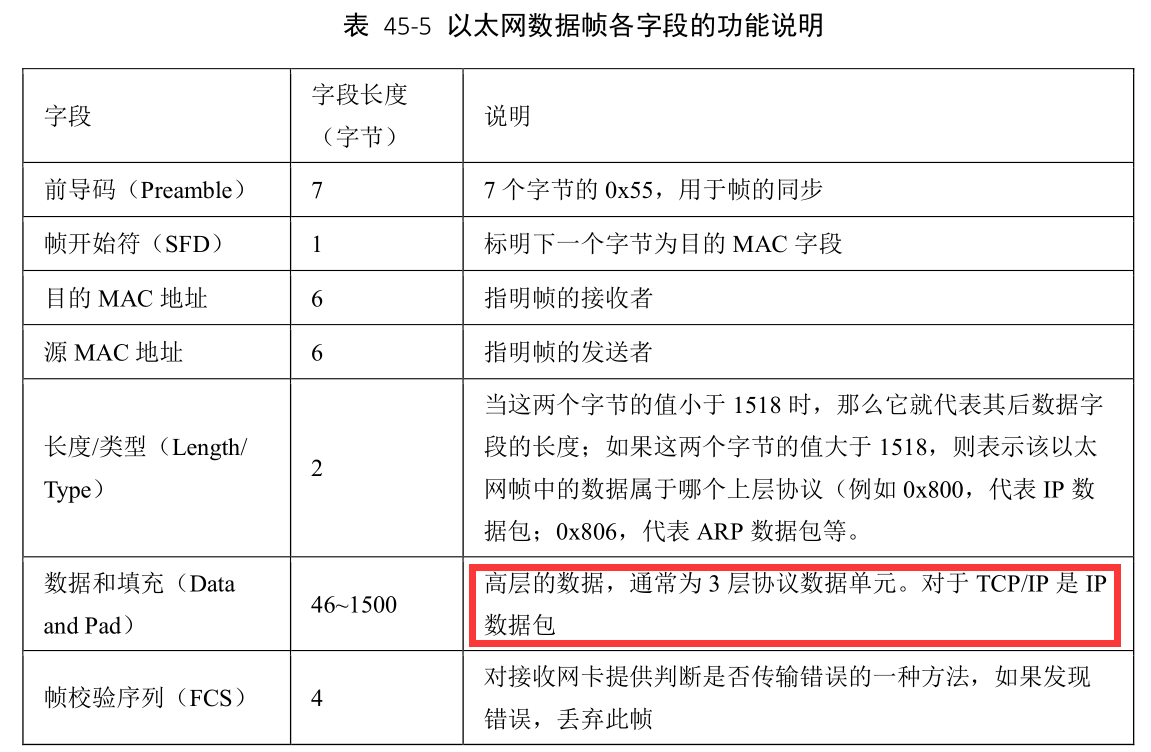 表 45-5 以太网数据帧各字段的功能说明
字段
字段长度
（字节）
说明
前导码（Preamble）
7
7 个字节的 0x55，用于帧的同步
帧开始符（SFD）
1
标明下一个字节为目的 MAC 字段
目的 MAC 地址
6
指明帧的接收者
源 MAC 地址
6
指明帧的发送者
长度/类型（Length/
Type）
2
当这两个字节的值小于 1518 时，那么它就代表其后数据字
段的长度；如果这两个字节的值大于 1518，则表示该以太
网帧中的数据属于哪个上层协议（例如 0x800，代表 IP 数
据包；0x806，代表 ARP 数据包等。
数据和填充（Data
and Pad）
46~1500
高层的数据，通常为 3 层协议数据单元。对于 TCP/IP 是 IP
数据包
帧校验序列（FCS）
4
对接收网卡提供判断是否传输错误的一种方法，如果发现
错误，丢弃此帧